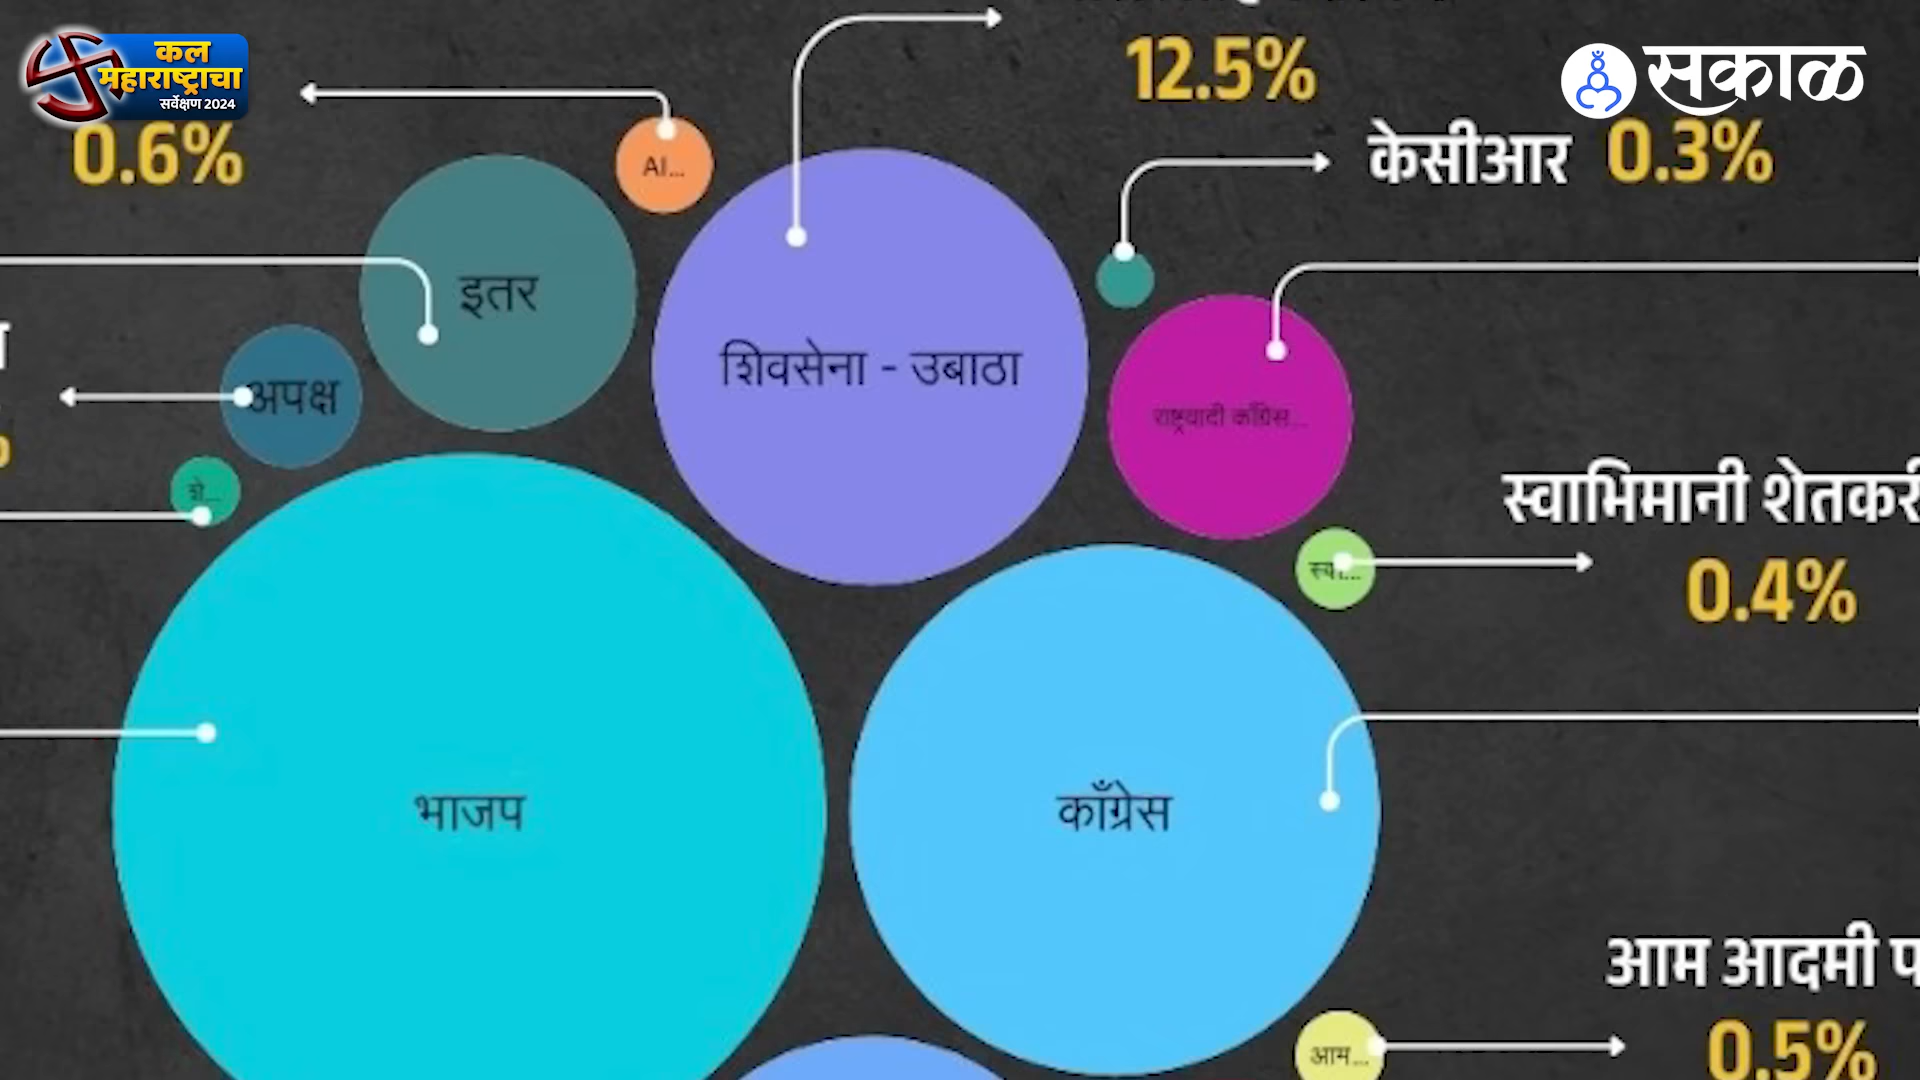 कल
महाराष्ट्राचा
सर्वेक्षण 2024
सकाळ
12.5%
0.6%
केसीआर 0.3%
AI...
इतर
शिवसेना - उबाठा
अपक्ष
राष्ट्रवादी काँग्रेस...
शे...
स्वाभिमानी शेतकरी
0.4%
स्वा...
भाजप
काँग्रेस
आम आदमी प
0.5%
आम...